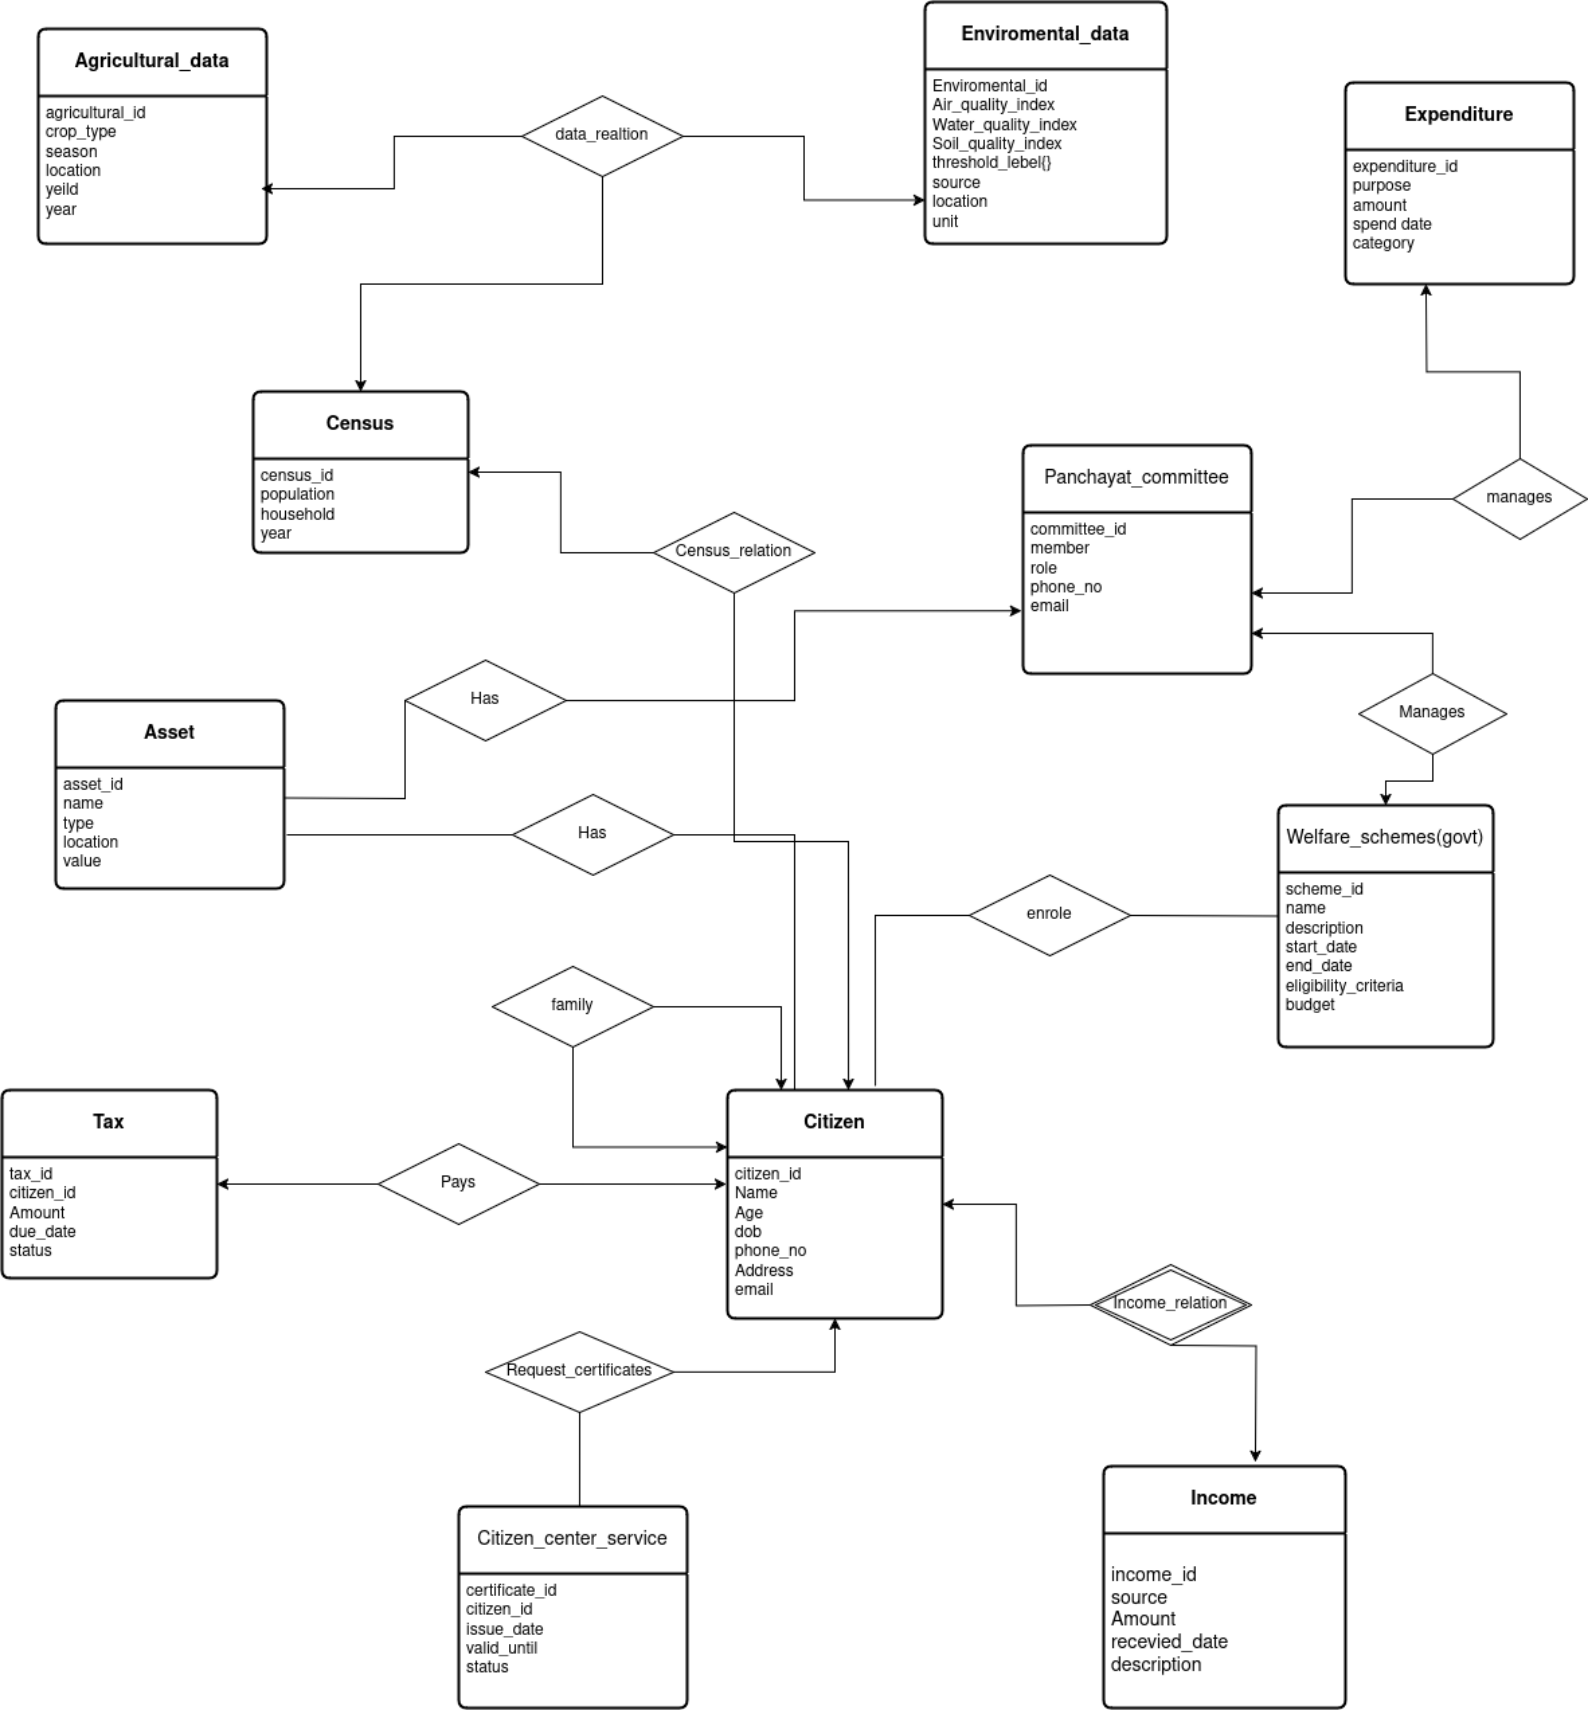 Agricultural_data
agricultural_id
crop_type
season
location
yeild
year
data_realtion
Enviromental_data
Enviromental_id
Air_quality_index
Water_quality_index
Soil_quality_index
threshold_lebel{}
source
location
unit
Expenditure
expenditure_id
purpose
amount
spend date
category
Census
census_id
population
household
year
Census_relation
Panchayat_committee
committee_id
member
role
phone_no
email
manages
Has
Manages
Asset
asset_id
name
type
location
value
Has
Welfare_schemes(govt)
scheme_id
name
description
start_date
end_date
eligibility_criteria
budget
enrole
family
Tax
tax_id
citizen_id
Amount
due_date
status
Pays
Citizen
citizen_id
Name
Age
dob
phone_no
Address
email
Income_relation
Request_certificates
Citizen_center_service
certificate_id
citizen_id
issue_date
valid_until
status
Income
income_id
source
Amount
recevied_date
description